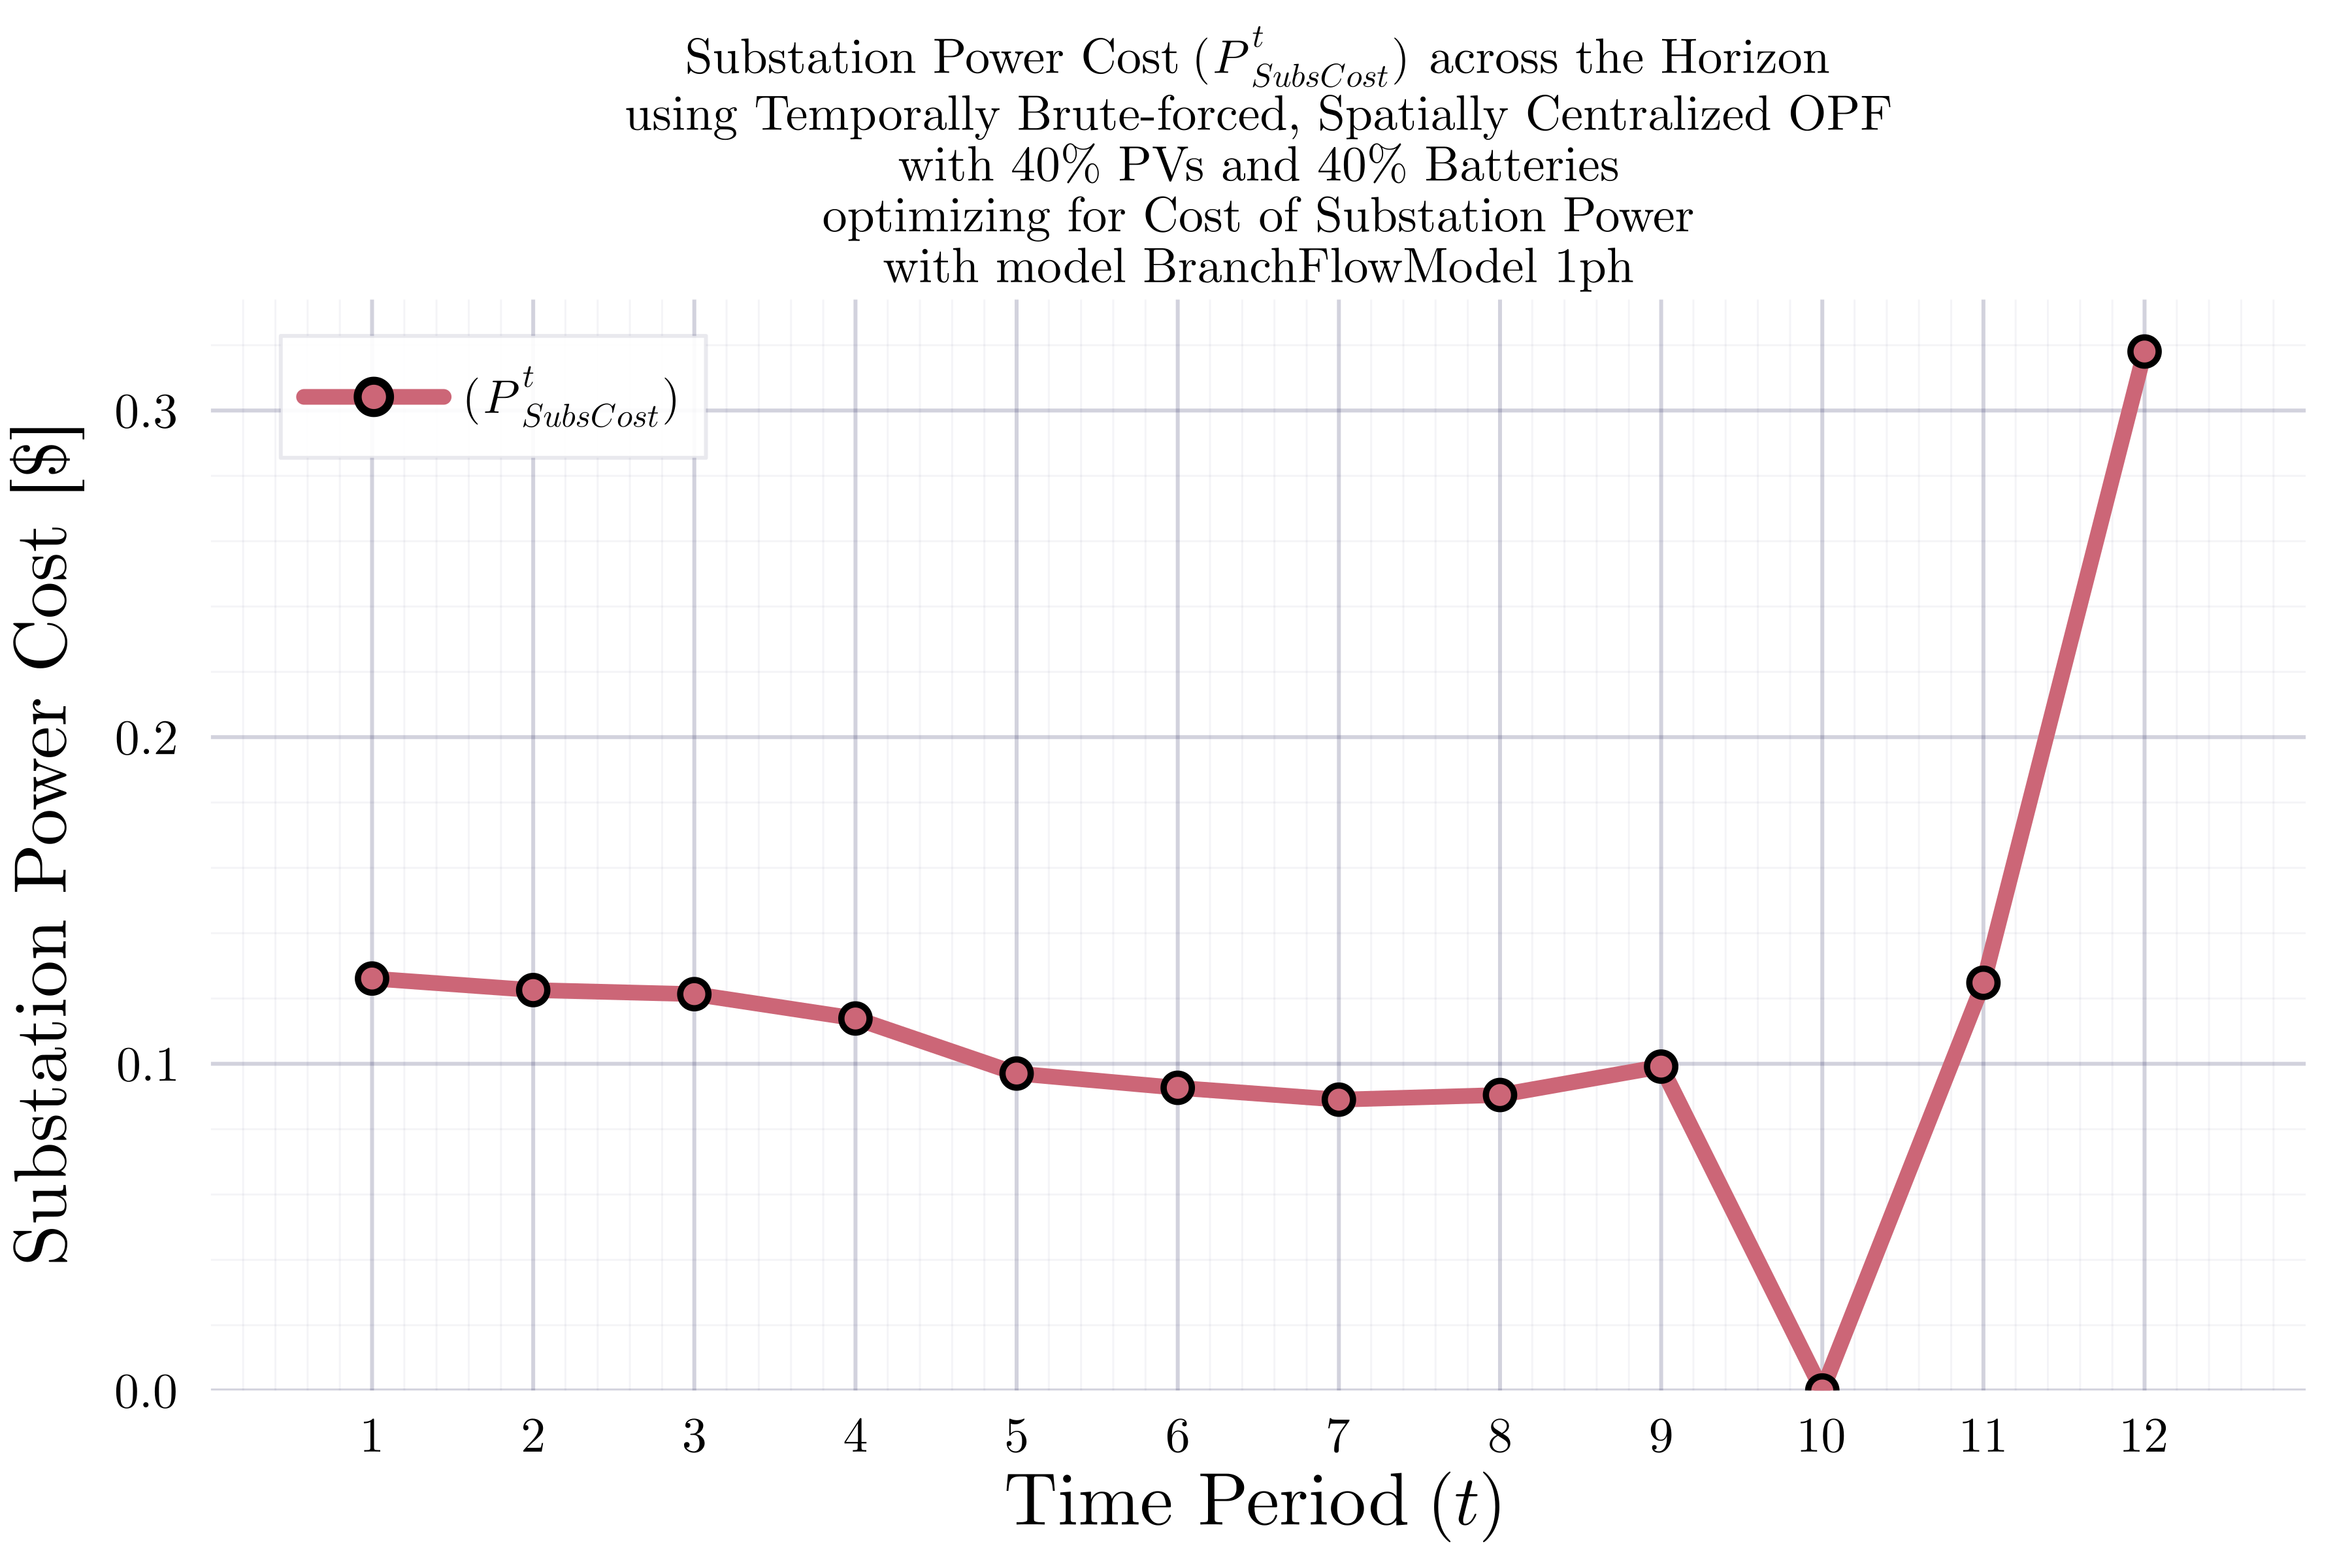 Substation Power Cost (P^t_SubsCost) across the Horizon
using Temporally Brute-forced, Spatially Centralized OPF
with 40% PVs and 40% Batteries
optimizing for Cost of Substation Power
with model BranchFlowModel 1ph
(P^t_SubsCost)
Substation Power Cost [$]
0.3
0.2
0.1
0.0
1 2 3 4 5 6 7 8 9 10 11 12
Time Period (t)